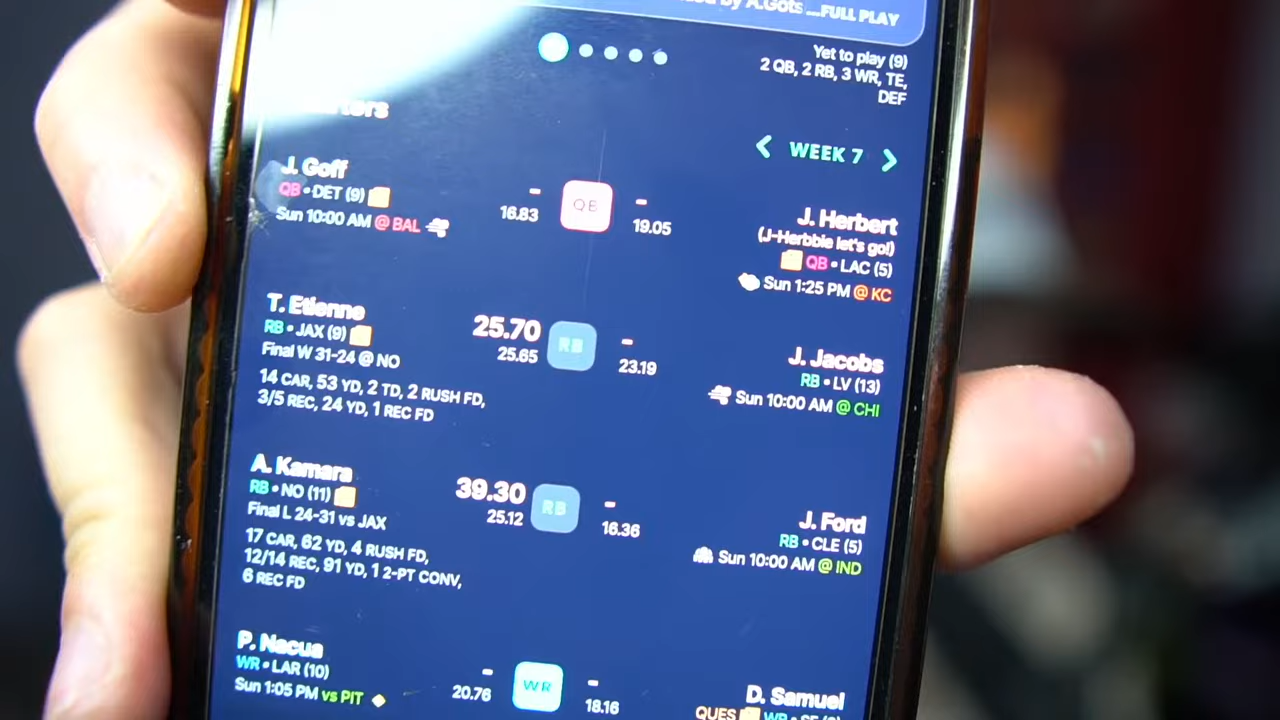 by A.Gots ...FULL PLAY
Yet to play (9)
2 QB, 2 RB, 3 WR, TE,
DEF
WEEK 7
J. Goff
QB • DET (9)
Sun 10:00 AM @ BAL
-
16.83
QB
-
19.05
J. Herbert
(J-Herbbie let's go!)
QB • LAC (5)
Sun 1:25 PM @ KC
T. Etienne
RB • JAX (9)
Final W 31-24 @ NO
14 CAR, 53 YD, 2 TD, 2 RUSH FD,
3/5 REC, 24 YD, 1 REC FD
25.70
25.65
RB
-
23.19
J. Jacobs
RB • LV (13)
Sun 10:00 AM @ CHI
A. Kamara
RB • NO (11)
Final L 24-31 vs JAX
17 CAR, 62 YD, 4 RUSH FD,
12/14 REC, 91 YD, 1 2-PT CONV,
6 REC FD
39.30
25.12
RB
-
16.36
J. Ford
RB • CLE (5)
Sun 10:00 AM @ IND
P. Nacua
WR • LAR (10)
Sun 1:05 PM vs PIT
-
20.76
WR
-
18.16
D. Samuel
QUES WR • SF